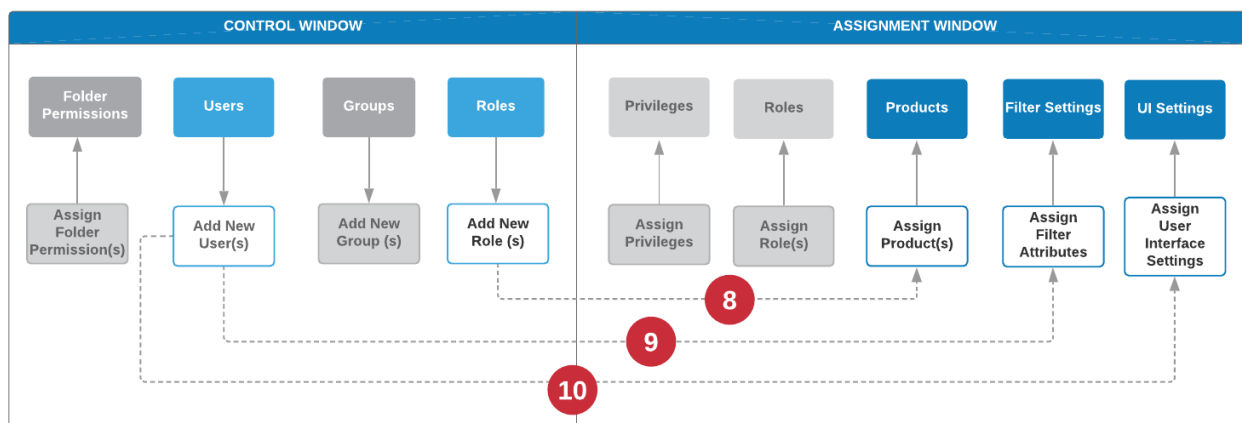 CONTROL WINDOW
ASSIGNMENT WINDOW
Folder
Permissions
Users
Groups
Roles
Privileges
Roles
Products
Filter Settings
UI Settings
Assign
Folder
Permission(s)
Add New
User(s)
Add New
Group (s)
Add New
Role (s)
Assign
Privileges
Assign
Role(s)
Assign
Product(s)
Assign
Filter
Attributes
Assign
User
Interface
Settings
8
9
10